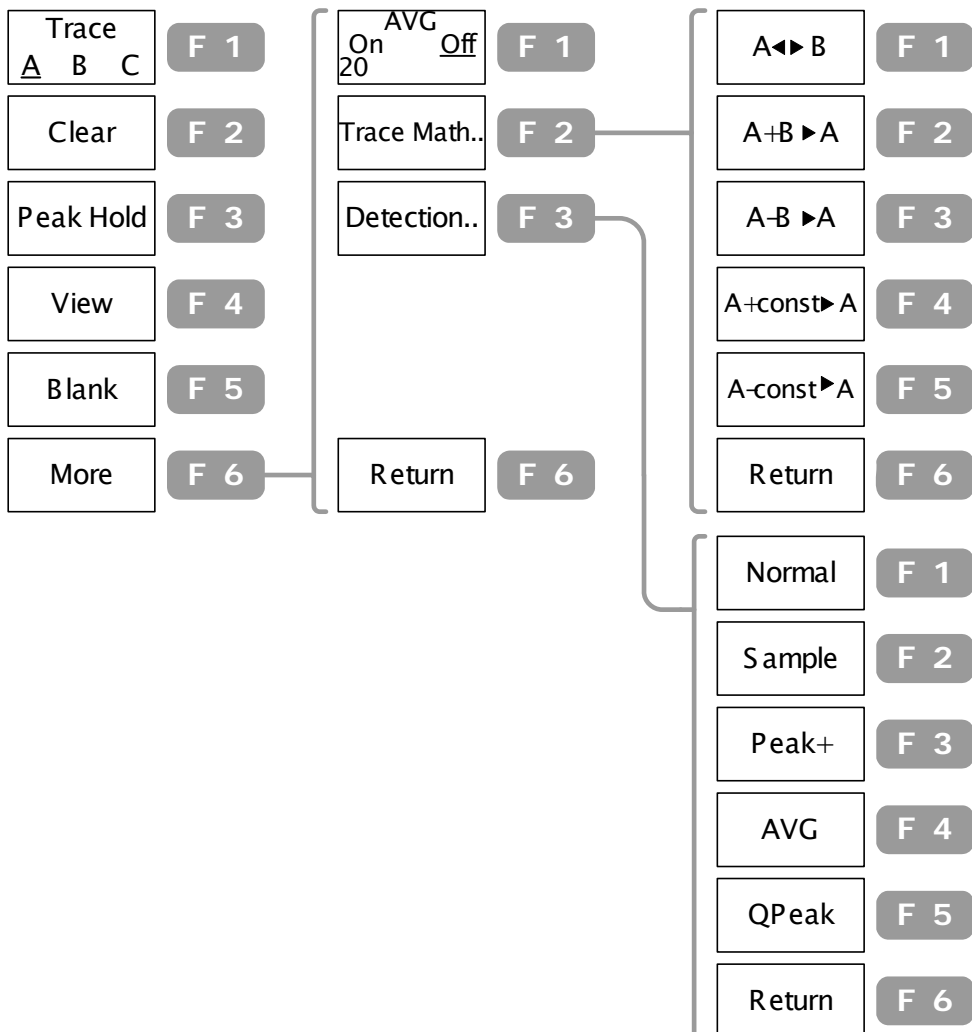 Trace
A B C
F 1
Clear
F 2
Peak Hold
F 3
View
F 4
Blank
F 5
More
F 6
AVG
On Off
20
F 1
Trace Math..
F 2
Detection..
F 3
Return
F 6
A◄► B
F 1
A+B ►A
F 2
A-B ►A
F 3
A+const► A
F 4
A-const►A
F 5
Return
F 6
Normal
F 1
Sample
F 2
Peak+
F 3
AVG
F 4
QPeak
F 5
Return
F 6